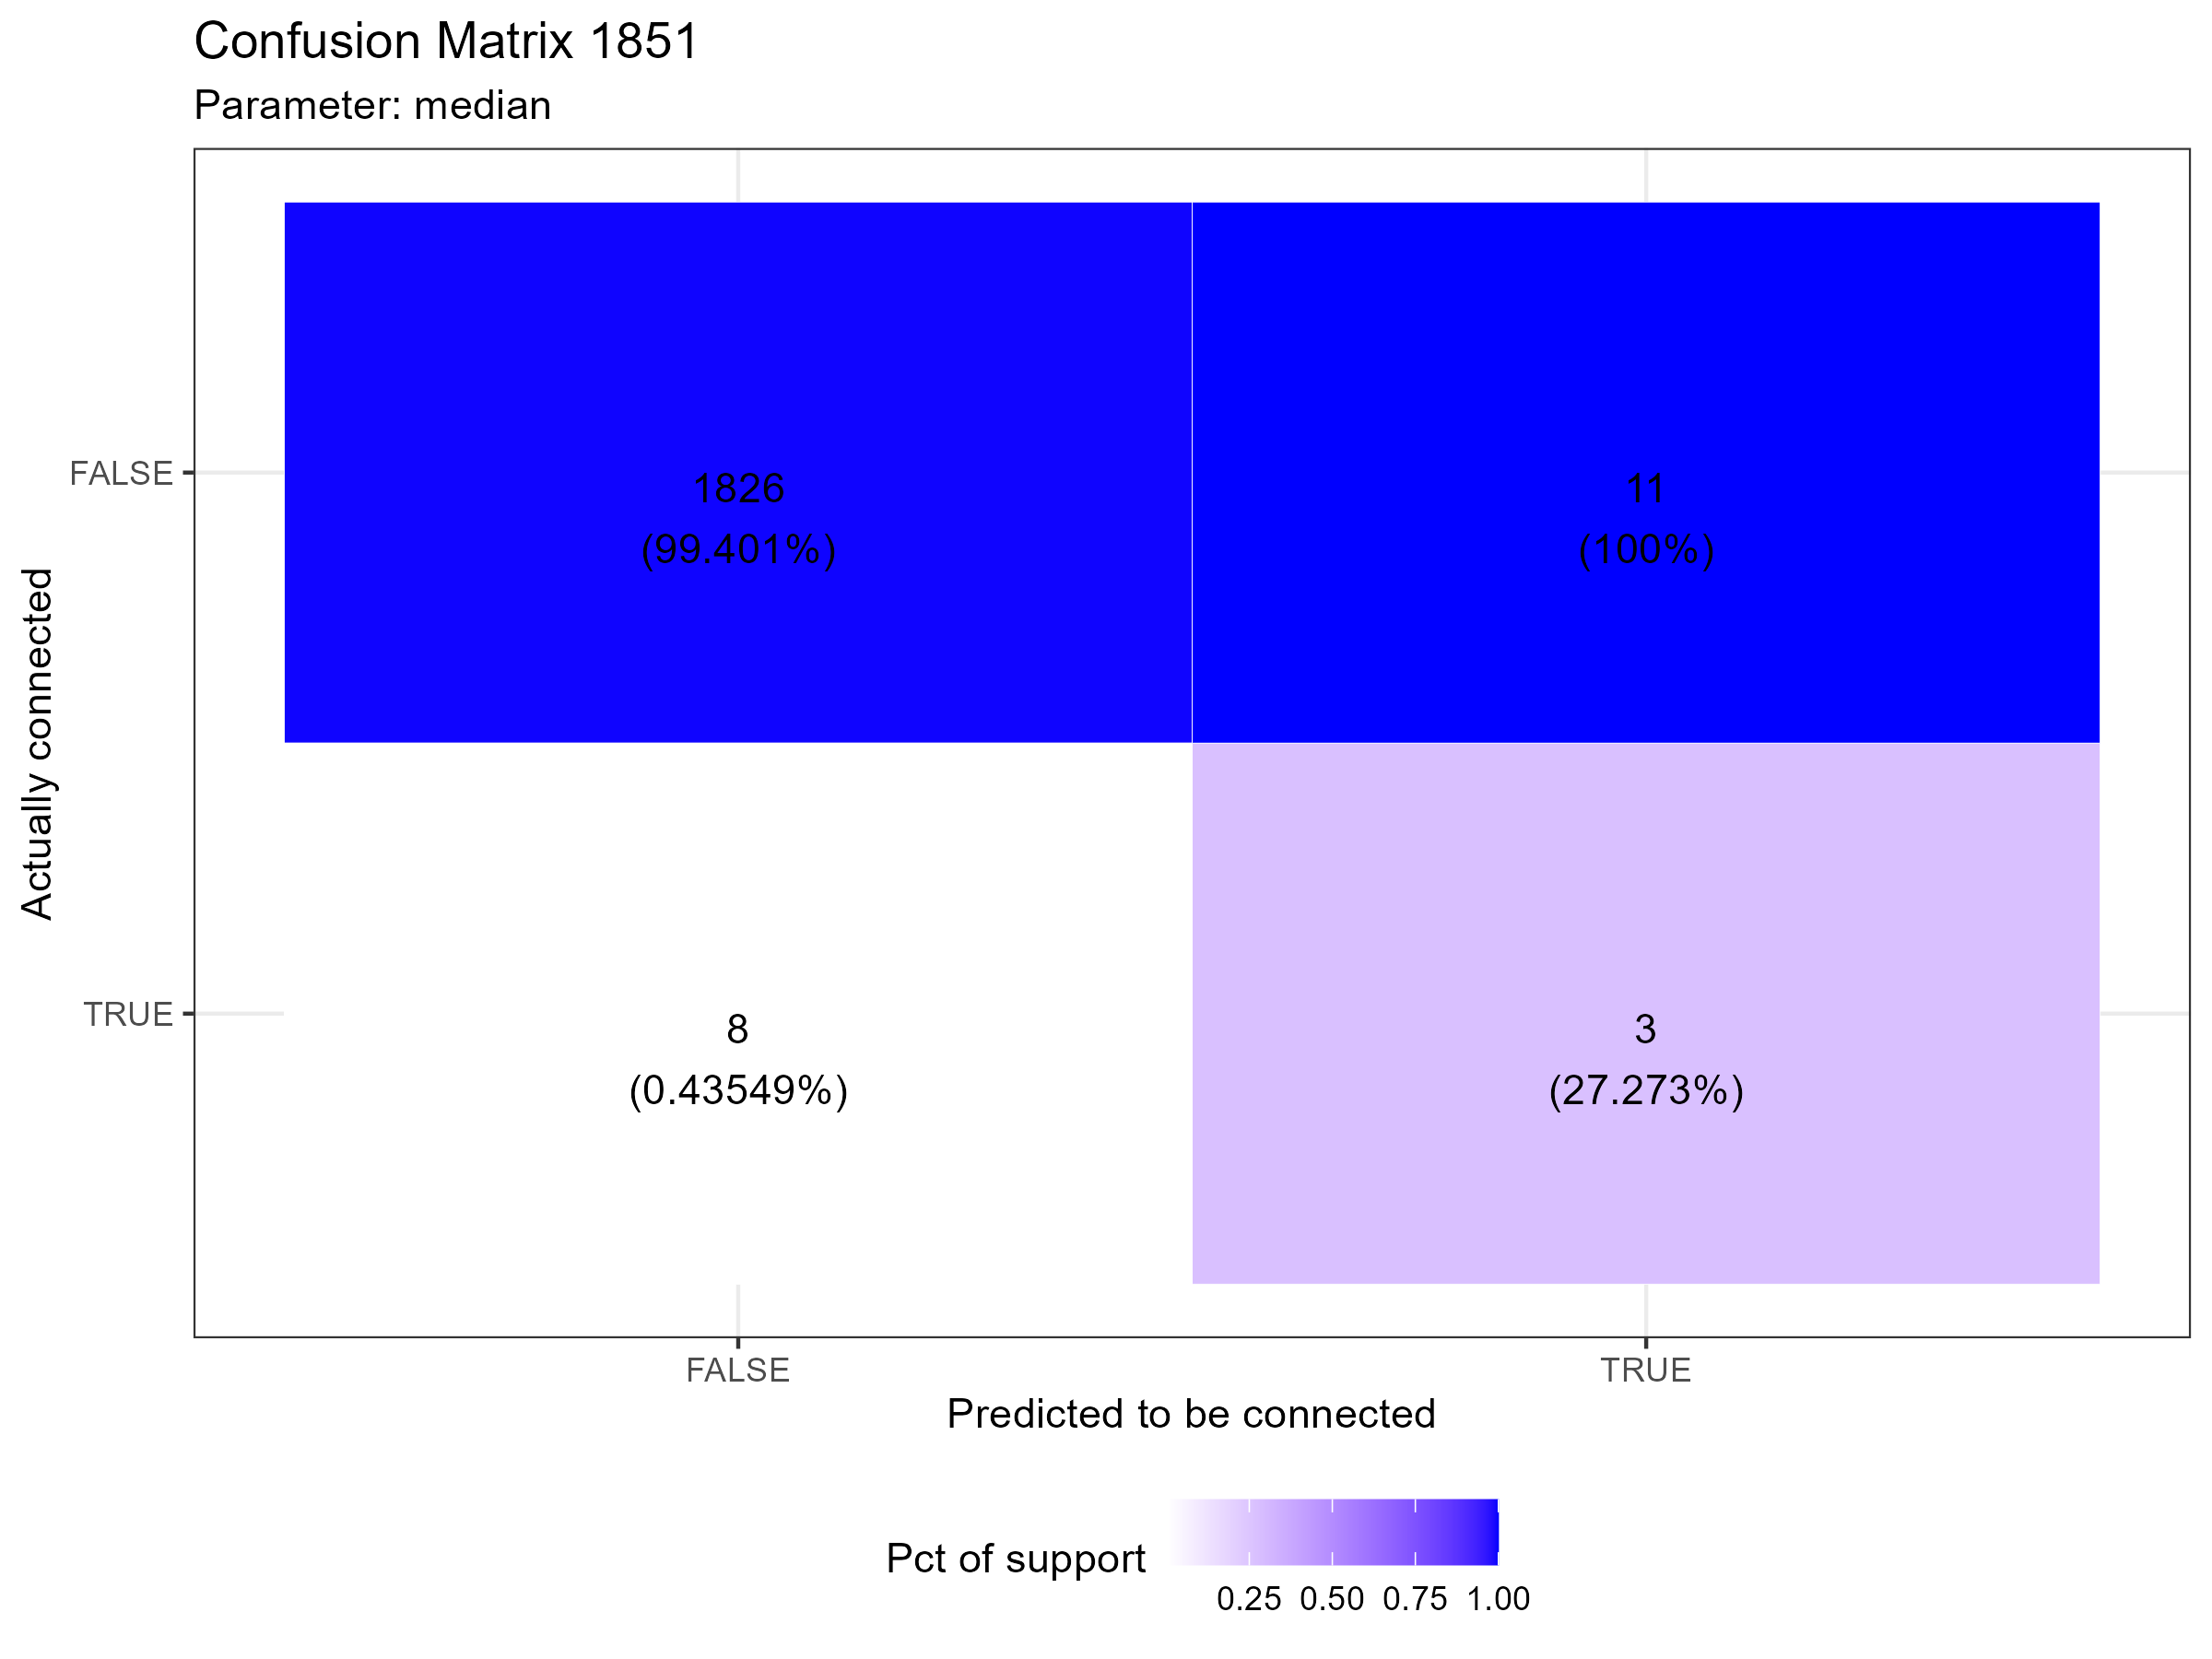 Confusion Matrix 1851
Parameter: median
Actually connected
FALSE
1826
(99.401%)
11
(100%)
TRUE
8
(0.43549%)
3
(27.273%)
FALSE
TRUE
Predicted to be connected
Pct of support
0.25 0.50 0.75 1.00